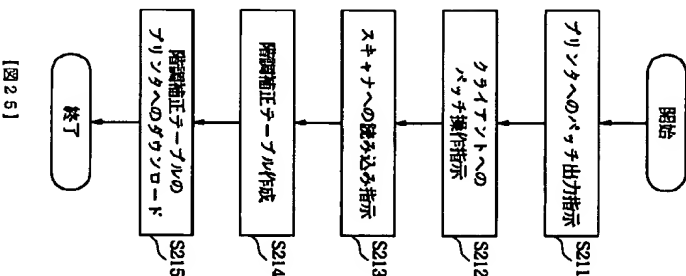 開始
プリンタへのパッチ出力指示
S211
クライアントへの
パッチ操作指示
S212
スキャナへの読み込み指示
S213
階調補正テーブル作成
S214
階調補正テーブルの
プリンタへのダウンロード
S215
終了
【図25】